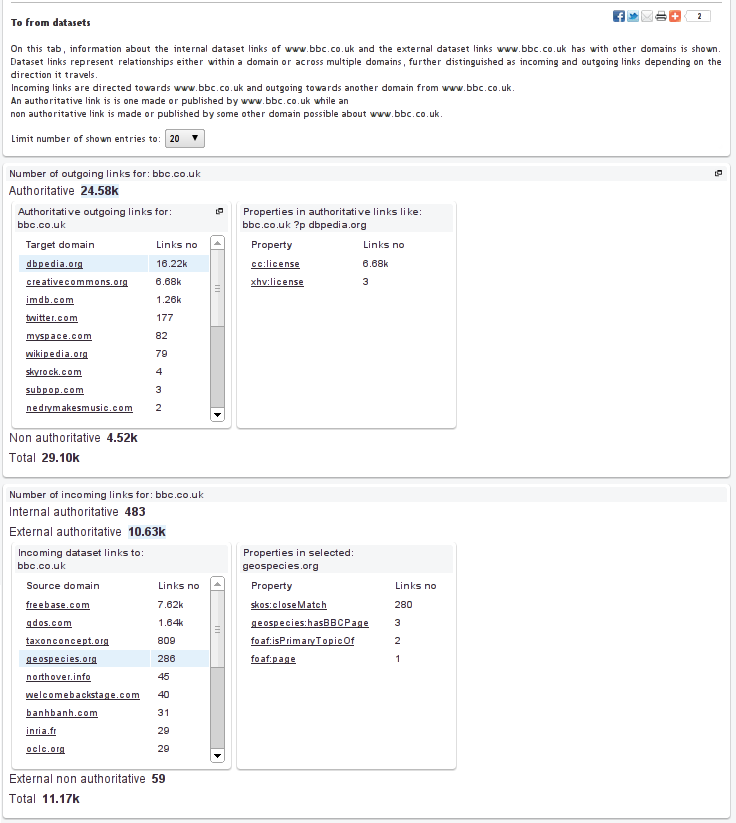 To from datasets
2
On this tab, information about the internal dataset links of www.bbc.co.uk and the external dataset links www.bbc.co.uk has with other domains is shown.
Dataset links represent relationships either within a domain or across multiple domains, further distinguished as incoming and outgoing links depending on the
direction it travels.
Incoming links are directed towards www.bbc.co.uk and outgoing towards another domain from www.bbc.co.uk.
An authoritative link is is one made or published by www.bbc.co.uk while an
non authoritative link is made or published by some other domain possible about www.bbc.co.uk.
Limit number of shown entries to: 20
Number of outgoing links for: bbc.co.uk
Authoritative 24.58k
Authoritative outgoing links for:
bbc.co.uk
Target domain Links no
dbpedia.org 16.22k
creativecommons.org 6.68k
imdb.com 1.26k
twitter.com 177
myspace.com 82
wikipedia.org 79
skyrock.com 4
subpop.com 3
nedrymakesmusic.com 2
Properties in authoritative links like:
bbc.co.uk ?p dbpedia.org
Property Links no
cc:license 6.68k
xhv:license 3
Non authoritative 4.52k
Total 29.10k
Number of incoming links for: bbc.co.uk
Internal authoritative 483
External authoritative 10.63k
Incoming dataset links to:
bbc.co.uk
Source domain Links no
freebase.com 7.62k
qdos.com 1.64k
taxonconcept.org 809
geospecies.org 286
northover.info 45
welcomebackstage.com 40
banhbanh.com 31
inria.fr 29
oclc.org 29
Properties in selected:
geospecies.org
Property Links no
skos:closeMatch 280
geospecies:hasBBCPage 3
foaf:isPrimaryTopicOf 2
foaf:page 1
External non authoritative 59
Total 11.17k